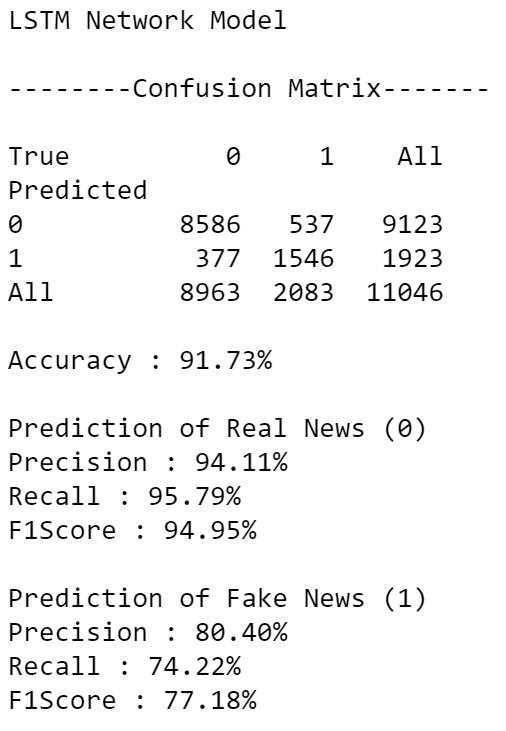 LSTM Network Model
--------Confusion Matrix-------
True 0 1 All
Predicted
0 8586 537 9123
1 377 1546 1923
All 8963 2083 11046
Accuracy : 91.73%
Prediction of Real News (0)
Precision : 94.11%
Recall : 95.79%
F1Score : 94.95%
Prediction of Fake News (1)
Precision : 80.40%
Recall : 74.22%
F1Score : 77.18%